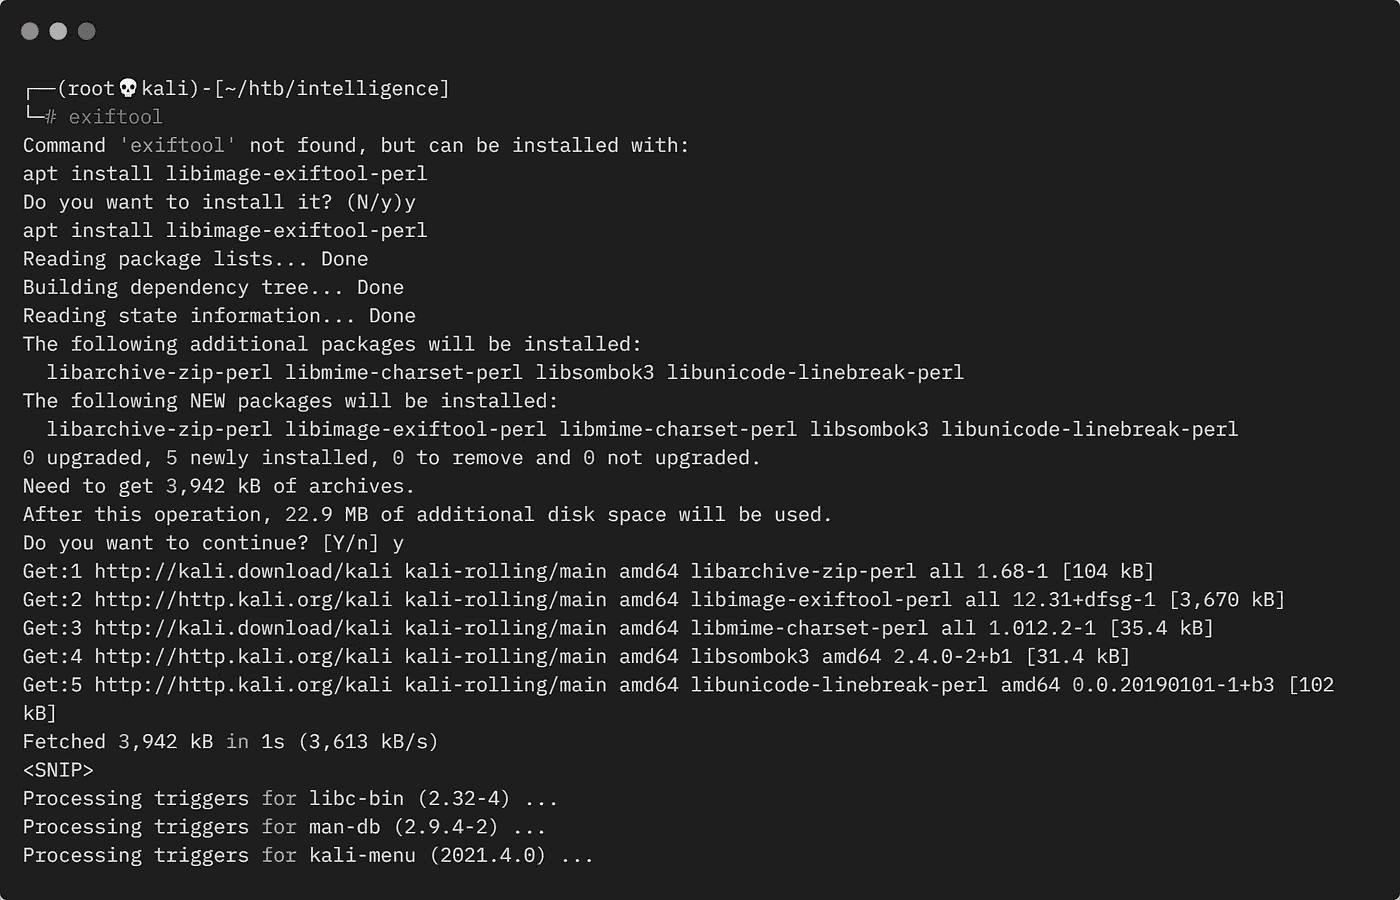 ┌──(root💀kali)-[~/htb/intelligence]
└─# exiftool
Command 'exiftool' not found, but can be installed with:
apt install libimage-exiftool-perl
Do you want to install it? (N/y)y
apt install libimage-exiftool-perl
Reading package lists... Done
Building dependency tree... Done
Reading state information... Done
The following additional packages will be installed:
  libarchive-zip-perl libmime-charset-perl libsombok3 libunicode-linebreak-perl
The following NEW packages will be installed:
  libarchive-zip-perl libimage-exiftool-perl libmime-charset-perl libsombok3 libunicode-linebreak-perl
0 upgraded, 5 newly installed, 0 to remove and 0 not upgraded.
Need to get 3,942 kB of archives.
After this operation, 22.9 MB of additional disk space will be used.
Do you want to continue? [Y/n] y
Get:1 http://kali.download/kali kali-rolling/main amd64 libarchive-zip-perl all 1.68-1 [104 kB]
Get:2 http://http.kali.org/kali kali-rolling/main amd64 libimage-exiftool-perl all 12.31+dfsg-1 [3,670 kB]
Get:3 http://kali.download/kali kali-rolling/main amd64 libmime-charset-perl all 1.012.2-1 [35.4 kB]
Get:4 http://http.kali.org/kali kali-rolling/main amd64 libsombok3 amd64 2.4.0-2+b1 [31.4 kB]
Get:5 http://http.kali.org/kali kali-rolling/main amd64 libunicode-linebreak-perl amd64 0.0.20190101-1+b3 [102
kB]
Fetched 3,942 kB in 1s (3,613 kB/s)
<SNIP>
Processing triggers for libc-bin (2.32-4) ...
Processing triggers for man-db (2.9.4-2) ...
Processing triggers for kali-menu (2021.4.0) ...